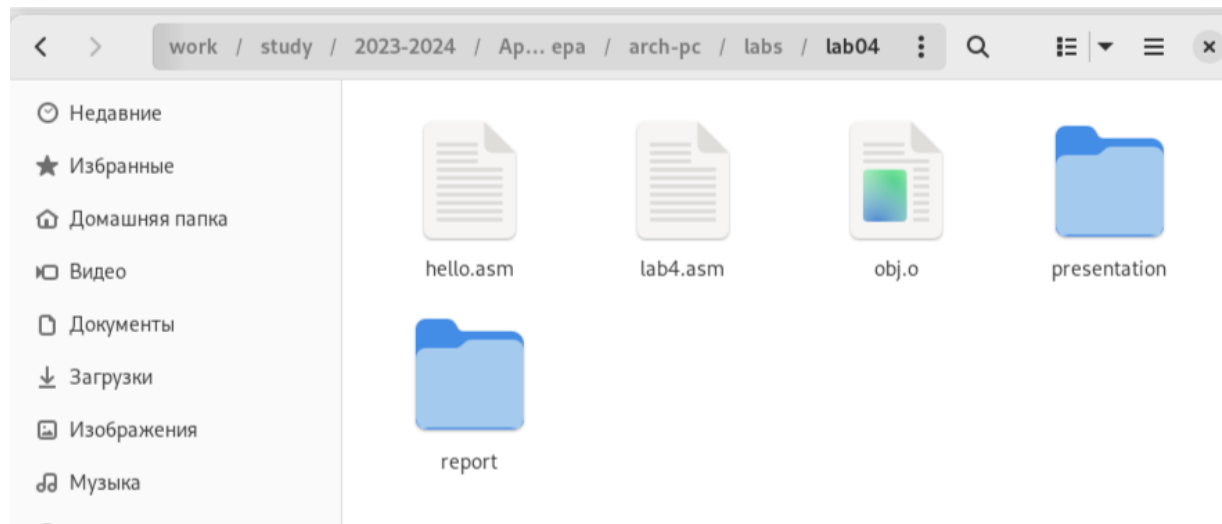 work / study / 2023-2024 / Ар... ера / arch-pc / labs / lab04
Недавние
Избранные
Домашняя папка
Видео
Документы
Загрузки
Изображения
Музыка
hello.asm lab4.asm obj.o presentation
report